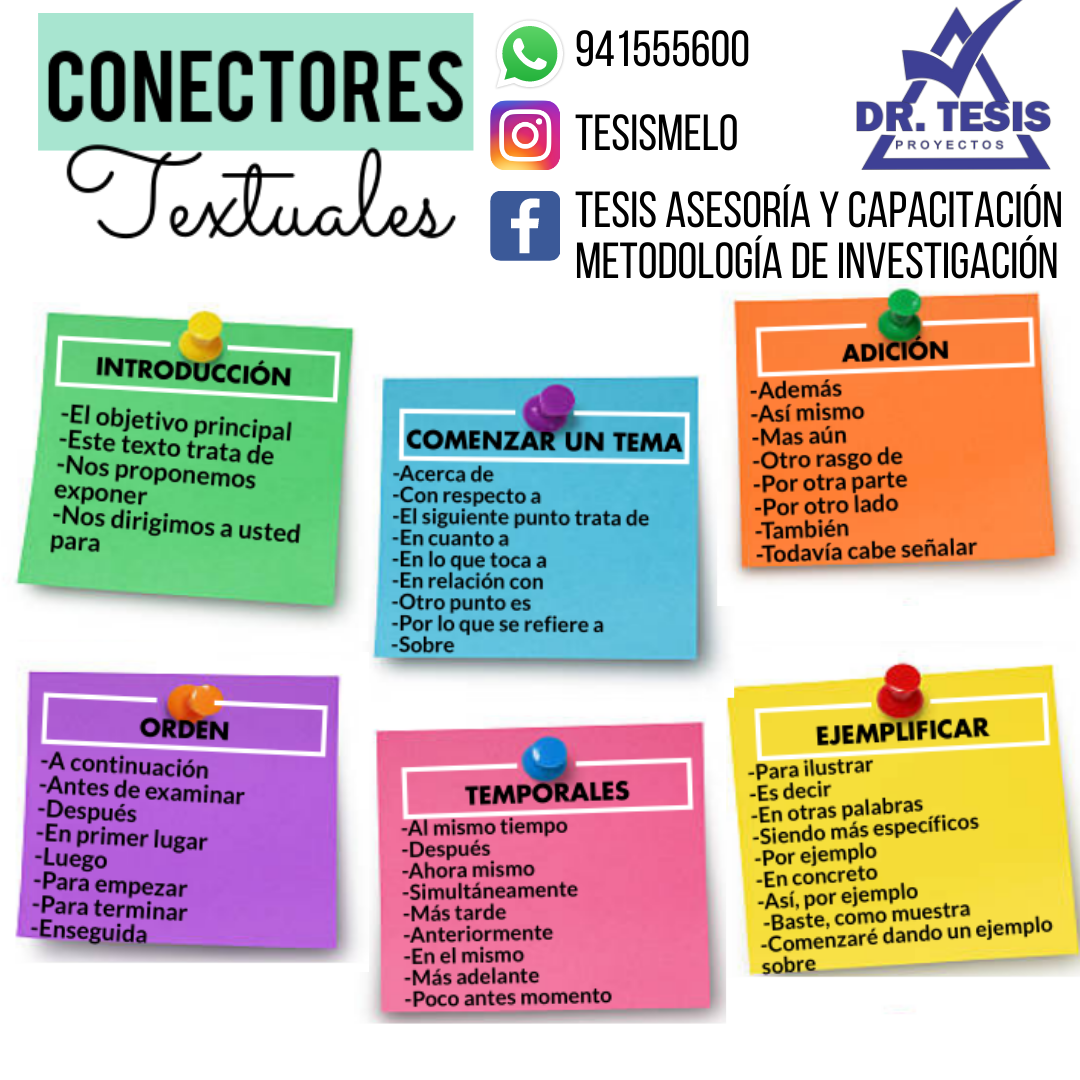 CONECTORES
Textuales
941555600
TESISMELO
TESIS ASESORÍA Y CAPACITACIÓN
METODOLOGÍA DE INVESTIGACIÓN
DR. TESIS
PROYECTOS
INTRODUCCIÓN
-El objetivo principal
-Este texto trata de
-Nos proponemos
exponer
-Nos dirigimos a usted
para
COMENZAR UN TEMA
-Acerca de
-Con respecto a
-El siguiente punto trata de
-En cuanto a
-En lo que toca a
-En relación con
-Otro punto es
-Por lo que se refiere a
-Sobre
ADICIÓN
-Además
-Así mismo
-Mas aún
-Otro rasgo de
-Por otra parte
-Por otro lado
-También
-Todavía cabe señalar
ORDEN
-A continuación
-Antes de examinar
-Después
-En primer lugar
-Luego
-Para empezar
-Para terminar
-Enseguida
TEMPORALES
-Al mismo tiempo
-Después
-Ahora mismo
-Simultáneamente
-Más tarde
-Anteriormente
-En el mismo
-Más adelante
-Poco antes momento
EJEMPLIFICAR
-Para ilustrar
-Es decir
-En otras palabras
-Siendo más específicos
-Por ejemplo
-En concreto
-Así, por ejemplo
-Baste, como muestra
-Comenzaré dando un ejemplo
sobre